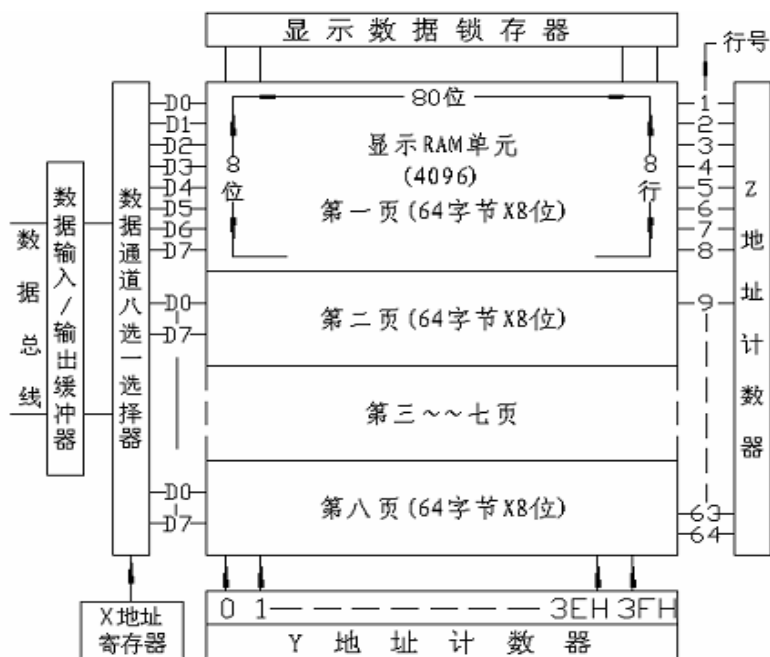 显示数据锁存器
行号
80位
D0
D1
D2
D3
D4
D5
D6
D7
8位
显示RAM单元
(4096)
第一页(64字节X8位)
8行
1
2
3
4
5
6
7
8
数据总线
数据输入/输出缓冲器
数据通道八选一选择器
Z地址计数器
D0
D7
第二页(64字节X8位)
9
第三~~七页
D0
D7
第八页(64字节X8位)
63
64
X地址
寄存器
0 1 3EH 3FH
Y地址计数器